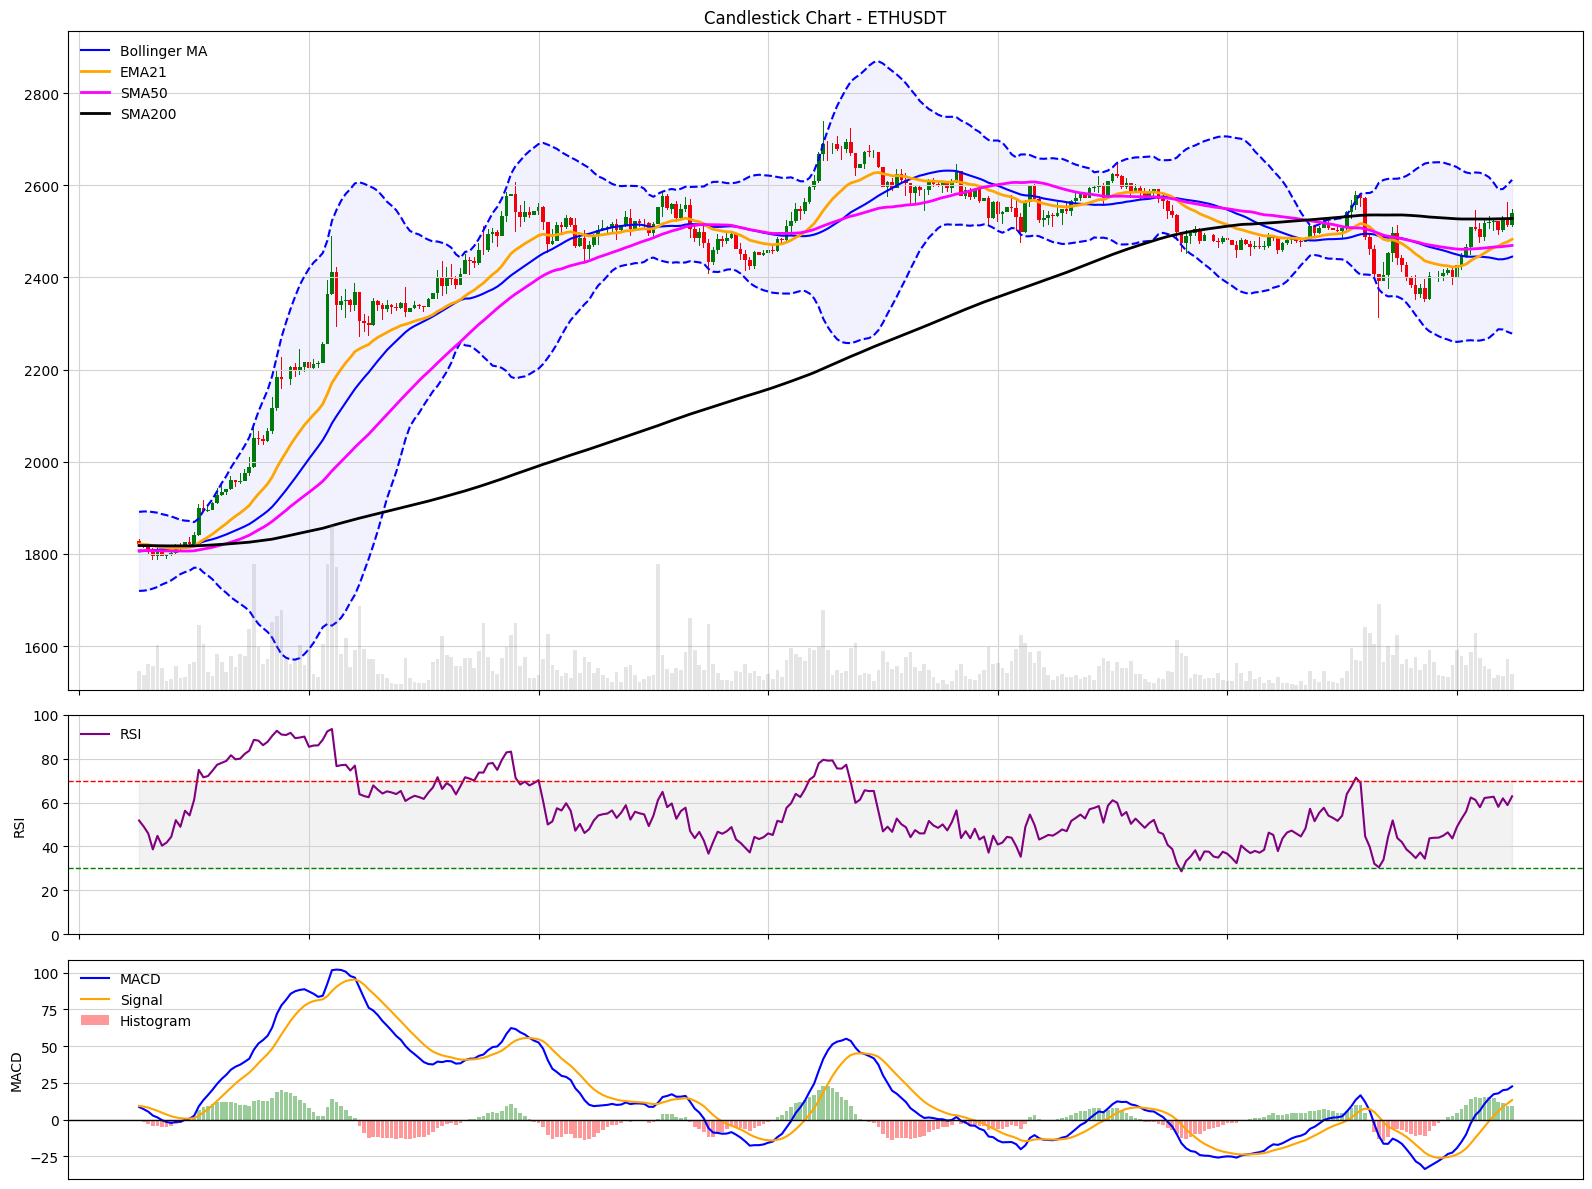 Candlestick Chart - ETHUSDT
Bollinger MA
EMA21
SMA50
SMA200
2800
2600
2400
2200
2000
1800
1600
RSI
100
80
60
40
20
0
RSI
MACD
Signal
Histogram
100
75
50
25
0
−25
MACD